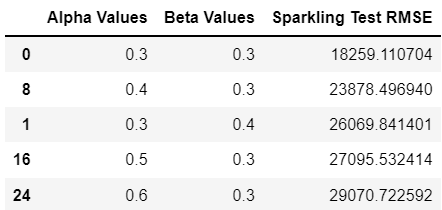 Alpha Values Beta Values Sparkling Test RMSE
0 0.3 0.3 18259.110704
8 0.4 0.3 23878.496940
1 0.3 0.4 26069.841401
16 0.5 0.3 27095.532414
24 0.6 0.3 29070.722592